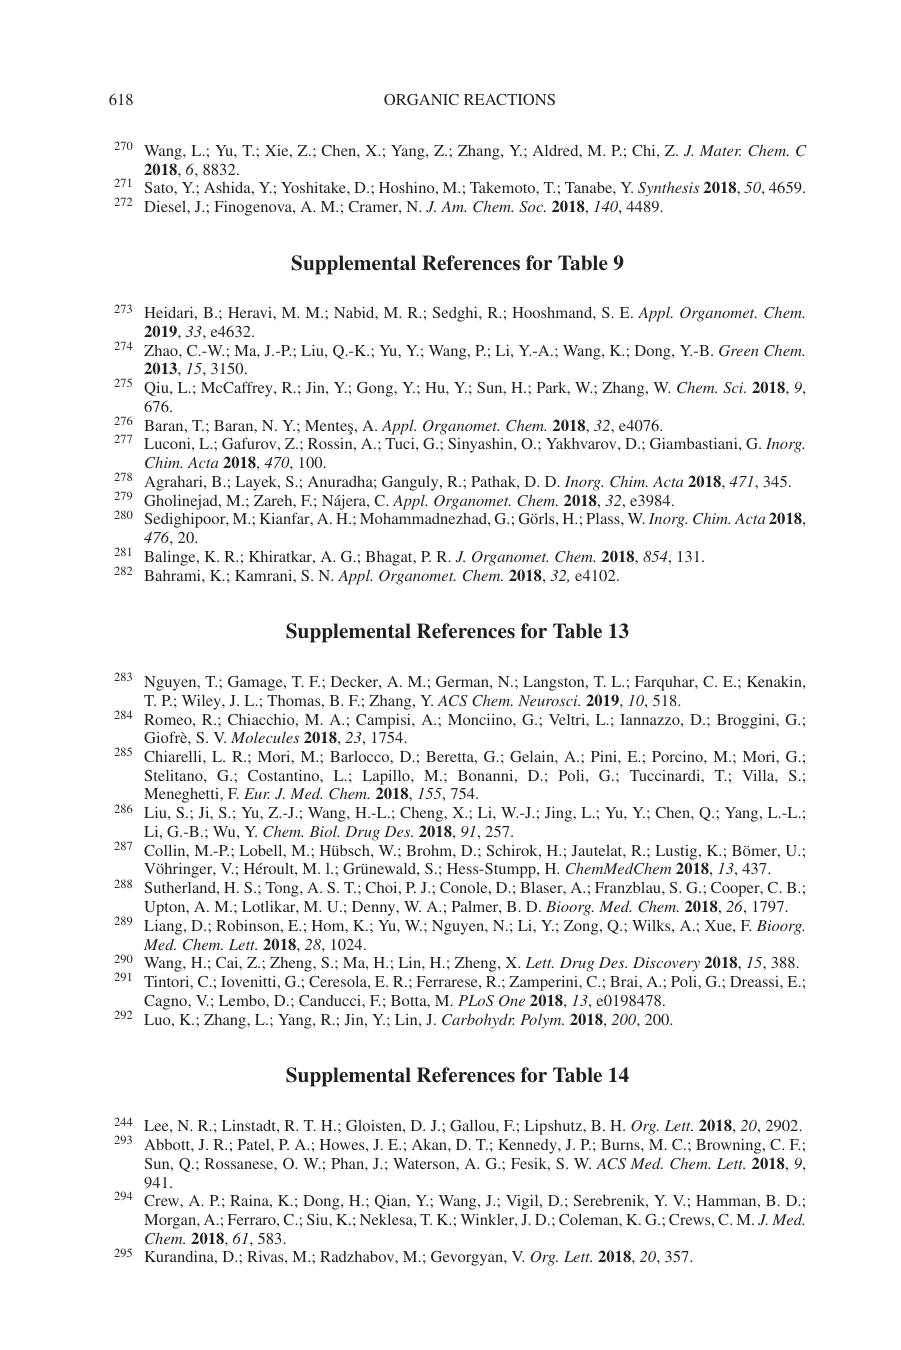 618 ORGANIC REACTIONS
270 Wang, L.; Yu, T.; Xie, Z.; Chen, X.; Yang, Z.; Zhang, Y.; Aldred, M. P.; Chi, Z. J. Mater. Chem. C
2018, 6, 8832.
271 Sato, Y.; Ashida, Y.; Yoshitake, D.; Hoshino, M.; Takemoto, T.; Tanabe, Y. Synthesis 2018, 50, 4659.
272 Diesel, J.; Finogenova, A. M.; Cramer, N. J. Am. Chem. Soc. 2018, 140, 4489.
Supplemental References for Table 9
273 Heidari, B.; Heravi, M. M.; Nabid, M. R.; Sedghi, R.; Hooshmand, S. E. Appl. Organomet. Chem.
2019, 33, e4632.
274 Zhao, C.-W.; Ma, J.-P.; Liu, Q.-K.; Yu, Y.; Wang, P.; Li, Y.-A.; Wang, K.; Dong, Y.-B. Green Chem.
2013, 15, 3150.
275 Qiu, L.; McCaffrey, R.; Jin, Y.; Gong, Y.; Hu, Y.; Sun, H.; Park, W.; Zhang, W. Chem. Sci. 2018, 9,
676.
276 Baran, T.; Baran, N. Y.; Menteş, A. Appl. Organomet. Chem. 2018, 32, e4076.
277 Luconi, L.; Gafurov, Z.; Rossin, A.; Tuci, G.; Sinyashin, O.; Yakhvarov, D.; Giambastiani, G. Inorg.
Chim. Acta 2018, 470, 100.
278 Agrahari, B.; Layek, S.; Anuradha; Ganguly, R.; Pathak, D. D. Inorg. Chim. Acta 2018, 471, 345.
279 Gholinejad, M.; Zareh, F.; Nájera, C. Appl. Organomet. Chem. 2018, 32, e3984.
280 Sedighipoor, M.; Kianfar, A. H.; Mohammadnezhad, G.; Görls, H.; Plass, W. Inorg. Chim. Acta 2018,
476, 20.
281 Balinge, K. R.; Khiratkar, A. G.; Bhagat, P. R. J. Organomet. Chem. 2018, 854, 131.
282 Bahrami, K.; Kamrani, S. N. Appl. Organomet. Chem. 2018, 32, e4102.
Supplemental References for Table 13
283 Nguyen, T.; Gamage, T. F.; Decker, A. M.; German, N.; Langston, T. L.; Farquhar, C. E.; Kenakin,
T. P.; Wiley, J. L.; Thomas, B. F.; Zhang, Y. ACS Chem. Neurosci. 2019, 10, 518.
284 Romeo, R.; Chiacchio, M. A.; Campisi, A.; Monciino, G.; Veltri, L.; Iannazzo, D.; Broggini, G.;
Giofrè, S. V. Molecules 2018, 23, 1754.
285 Chiarelli, L. R.; Mori, M.; Barlocco, D.; Beretta, G.; Gelain, A.; Pini, E.; Porcino, M.; Mori, G.;
Stelitano, G.; Costantino, L.; Lapillo, M.; Bonanni, D.; Poli, G.; Tuccinardi, T.; Villa, S.;
Meneghetti, F. Eur. J. Med. Chem. 2018, 155, 754.
286 Liu, S.; Ji, S.; Yu, Z.-J.; Wang, H.-L.; Cheng, X.; Li, W.-J.; Jing, L.; Yu, Y.; Chen, Q.; Yang, L.-L.;
Li, G.-B.; Wu, Y. Chem. Biol. Drug Des. 2018, 91, 257.
287 Collin, M.-P.; Lobell, M.; Hübsch, W.; Brohm, D.; Schirok, H.; Jautelat, R.; Lustig, K.; Bömer, U.;
Vöhringer, V.; Héroult, M. l.; Grünewald, S.; Hess-Stumpp, H. ChemMedChem 2018, 13, 437.
288 Sutherland, H. S.; Tong, A. S. T.; Choi, P. J.; Conole, D.; Blaser, A.; Franzblau, S. G.; Cooper, C. B.;
Upton, A. M.; Lotlikar, M. U.; Denny, W. A.; Palmer, B. D. Bioorg. Med. Chem. 2018, 26, 1797.
289 Liang, D.; Robinson, E.; Hom, K.; Yu, W.; Nguyen, N.; Li, Y.; Zong, Q.; Wilks, A.; Xue, F. Bioorg.
Med. Chem. Lett. 2018, 28, 1024.
290 Wang, H.; Cai, Z.; Zheng, S.; Ma, H.; Lin, H.; Zheng, X. Lett. Drug Des. Discovery 2018, 15, 388.
291 Tintori, C.; Iovenitti, G.; Ceresola, E. R.; Ferrarese, R.; Zamperini, C.; Brai, A.; Poli, G.; Dreassi, E.;
Cagno, V.; Lembo, D.; Canducci, F.; Botta, M. PLoS One 2018, 13, e0198478.
292 Luo, K.; Zhang, L.; Yang, R.; Jin, Y.; Lin, J. Carbohydr. Polym. 2018, 200, 200.
Supplemental References for Table 14
244 Lee, N. R.; Linstadt, R. T. H.; Gloisten, D. J.; Gallou, F.; Lipshutz, B. H. Org. Lett. 2018, 20, 2902.
293 Abbott, J. R.; Patel, P. A.; Howes, J. E.; Akan, D. T.; Kennedy, J. P.; Burns, M. C.; Browning, C. F.;
Sun, Q.; Rossanese, O. W.; Phan, J.; Waterson, A. G.; Fesik, S. W. ACS Med. Chem. Lett. 2018, 9,
941.
294 Crew, A. P.; Raina, K.; Dong, H.; Qian, Y.; Wang, J.; Vigil, D.; Serebrenik, Y. V.; Hamman, B. D.;
Morgan, A.; Ferraro, C.; Siu, K.; Neklesa, T. K.; Winkler, J. D.; Coleman, K. G.; Crews, C. M. J. Med.
Chem. 2018, 61, 583.
295 Kurandina, D.; Rivas, M.; Radzhabov, M.; Gevorgyan, V. Org. Lett. 2018, 20, 357.